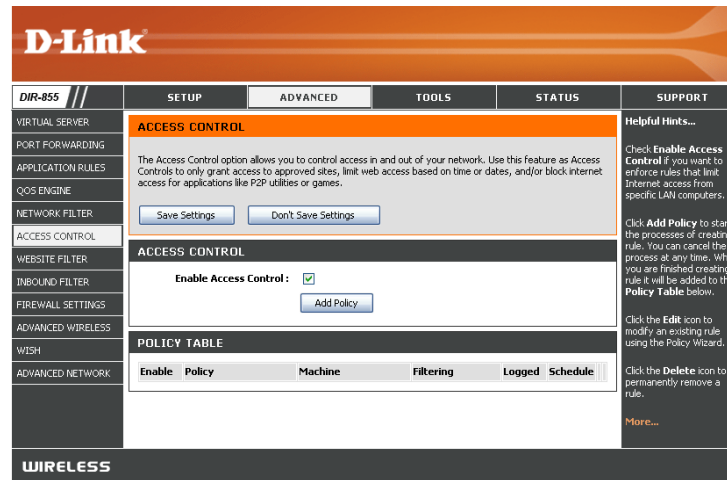 D-Link
DIR-855
SETUP
ADVANCED
TOOLS
STATUS
SUPPORT
VIRTUAL SERVER
PORT FORWARDING
APPLICATION RULES
QOS ENGINE
NETWORK FILTER
ACCESS CONTROL
WEBSITE FILTER
INBOUND FILTER
FIREWALL SETTINGS
ADVANCED WIRELESS
WISH
ADVANCED NETWORK
ACCESS CONTROL
The Access Control option allows you to control access in and out of your network. Use this feature as Access
Controls to only grant access to approved sites, limit web access based on time or dates, and/or block internet
access for applications like P2P utilities or games.
Save Settings
Don't Save Settings
ACCESS CONTROL
Enable Access Control :
Add Policy
POLICY TABLE
Enable Policy Machine Filtering Logged Schedule
Helpful Hints...
Check Enable Access
Control if you want to
enforce rules that limit
Internet access from
specific LAN computers.
Click Add Policy to star
the processes of creatin
rule. You can cancel the
process at any time. Wh
you are finished creating
rule it will be added to th
Policy Table below.
Click the Edit icon to
modify an existing rule
using the Policy Wizard.
Click the Delete icon to
permanently remove a
rule.
More...
WIRELESS